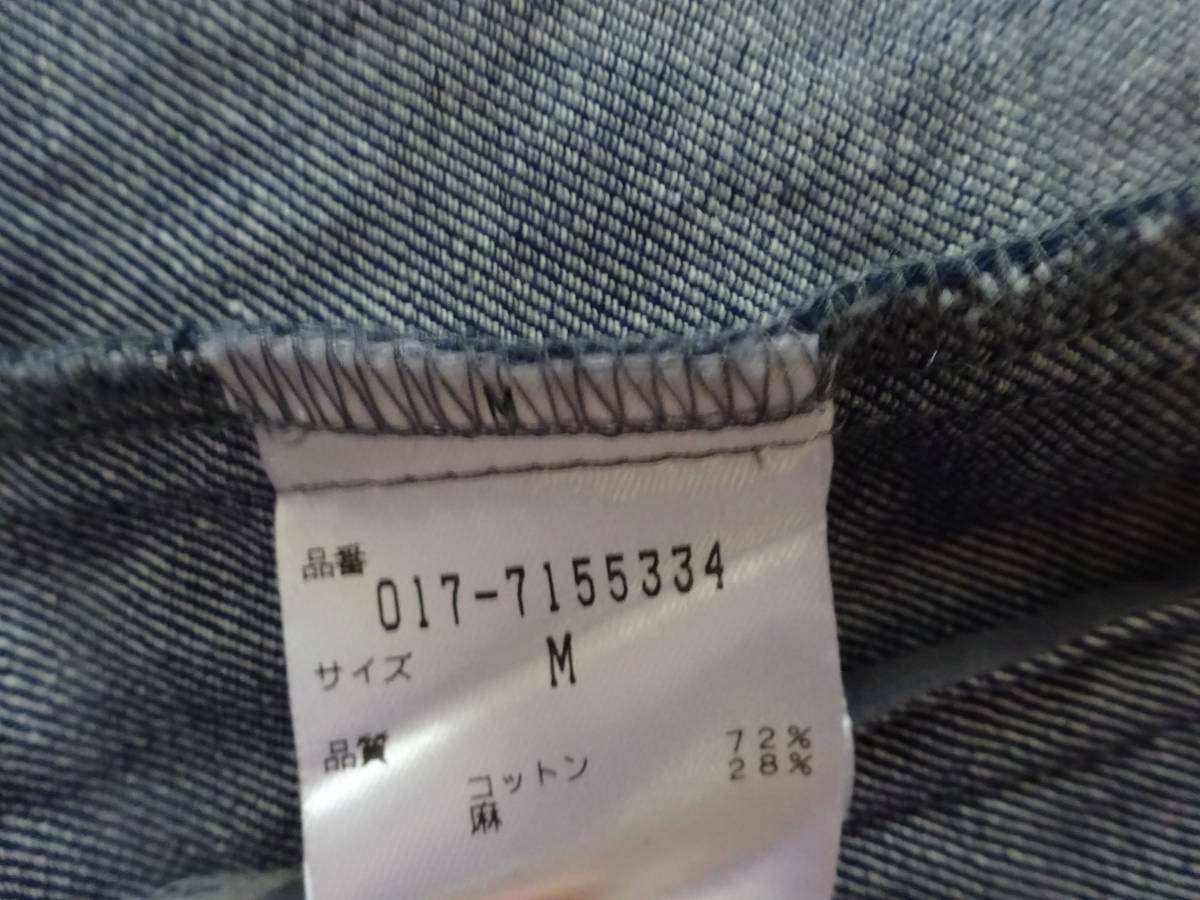 M
品番
017-7155334
サイズ M
品質
コットン 72%
麻 28%